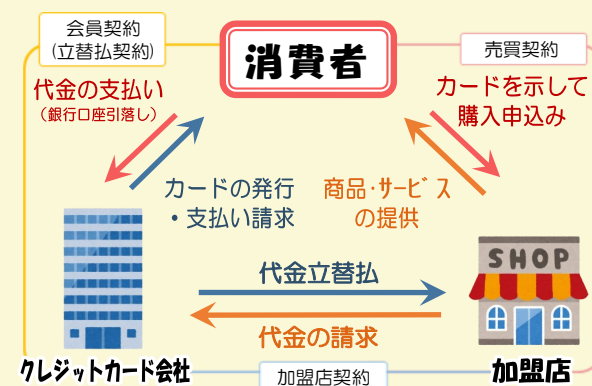 会員契約
(立替払契約)
消費者
売買契約
代金の支払い
(銀行口座引落し)
カードを示して
購入申込み
カードの発行
・支払い請求
商品・サービス
の提供
SHOP
代金立替払
代金の請求
クレジットカード会社
加盟店契約
加盟店